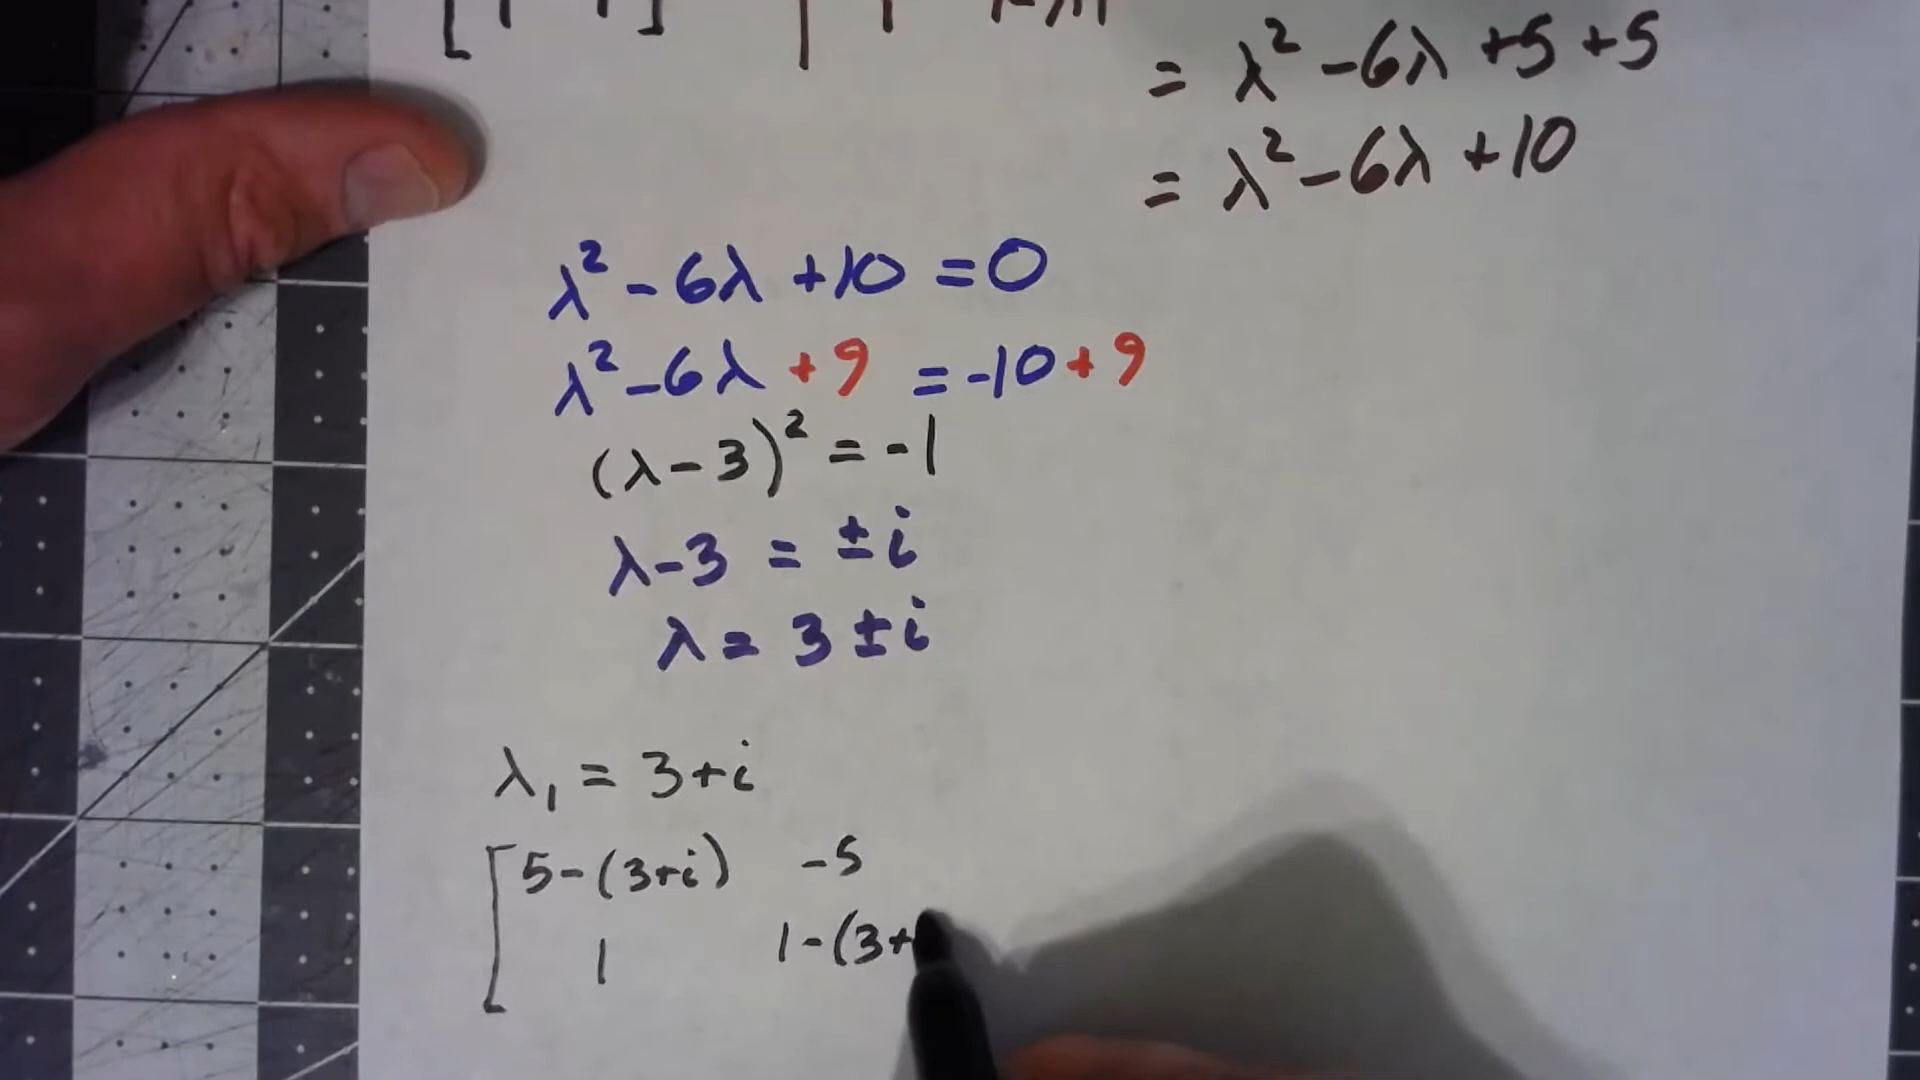 = λ² - 6λ + 5 + 5
= λ² - 6λ + 10
λ² - 6λ + 10 = 0
λ² - 6λ + 9 = -10 + 9
(λ - 3)² = -1
λ - 3 = ± i
λ = 3 ± i
λ₁ = 3 + i
[ 5 - (3 + i) -5
1 1 - (3 +